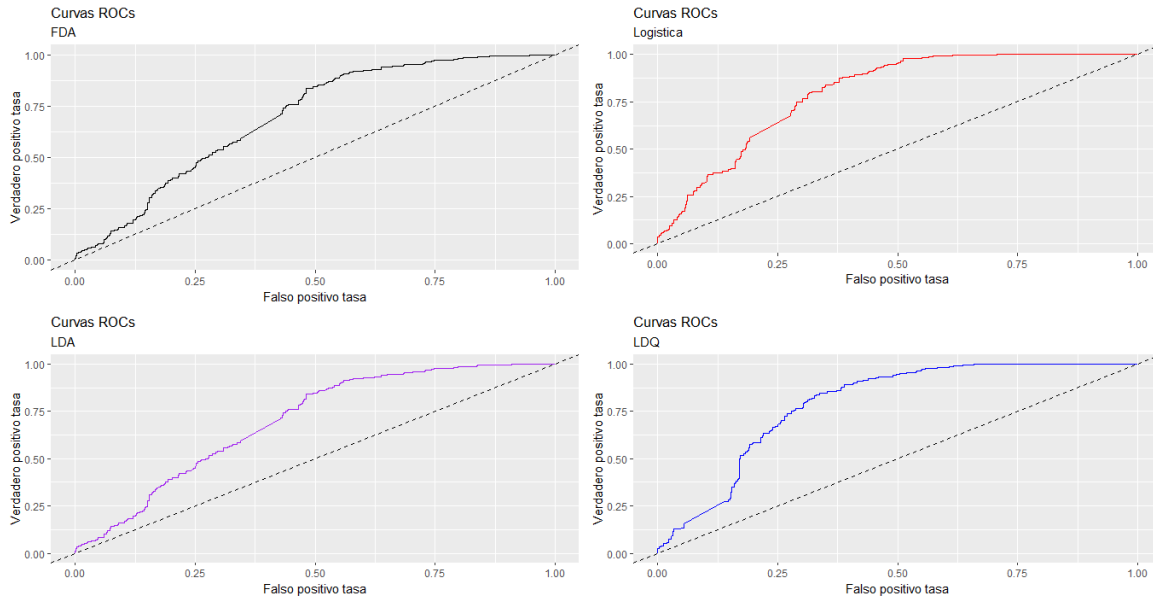 Curvas ROCs
FDA
1.00
0.75
0.50
0.25
0.00
Verdadero positivo tasa
0.00 0.25 0.50 0.75 1.00
Falso positivo tasa
Curvas ROCs
Logistica
1.00
0.75
0.50
0.25
0.00
Verdadero positivo tasa
0.00 0.25 0.50 0.75 1.00
Falso positivo tasa
Curvas ROCs
LDA
1.00
0.75
0.50
0.25
0.00
Verdadero positivo tasa
0.00 0.25 0.50 0.75 1.00
Falso positivo tasa
Curvas ROCs
LDQ
1.00
0.75
0.50
0.25
0.00
Verdadero positivo tasa
0.00 0.25 0.50 0.75 1.00
Falso positivo tasa